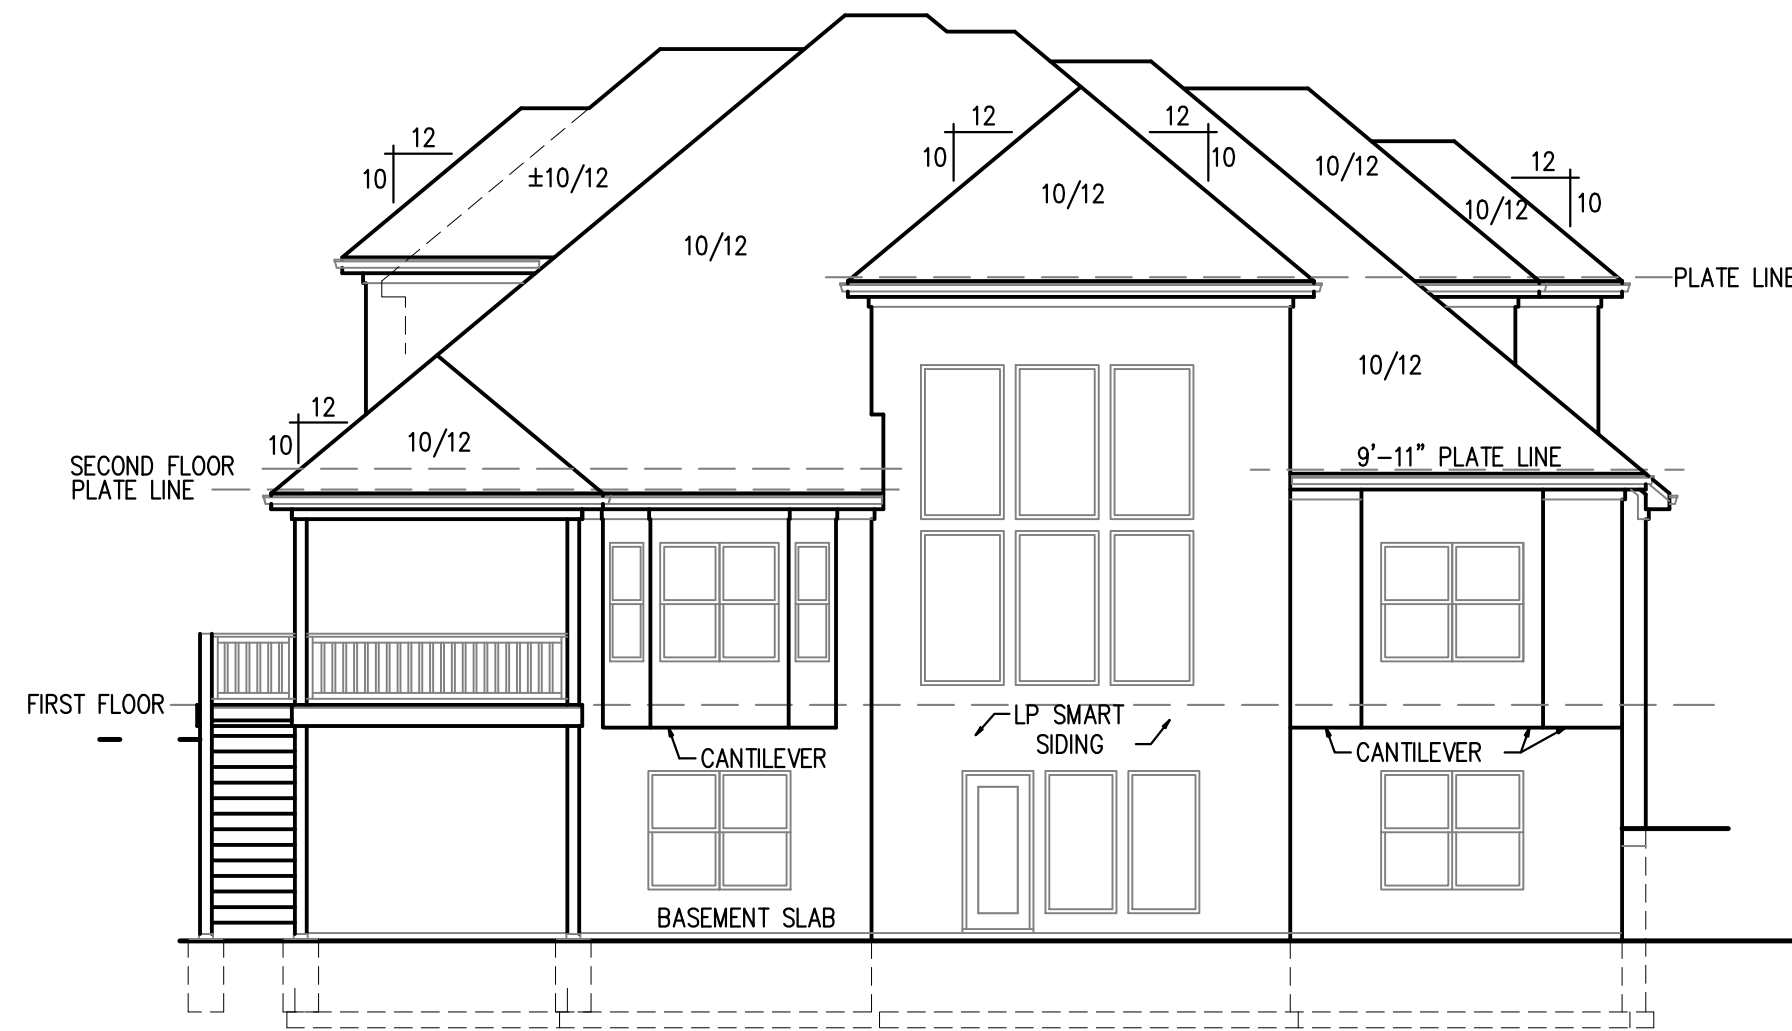 12
10
±10/12
10/12
12
10
10/12
12
10
10/12
12
10
10/12
10/12
PLATE LINE
12
10
10/12
SECOND FLOOR
PLATE LINE
9'-11" PLATE LINE
FIRST FLOOR
LP SMART
SIDING
CANTILEVER
CANTILEVER
BASEMENT SLAB